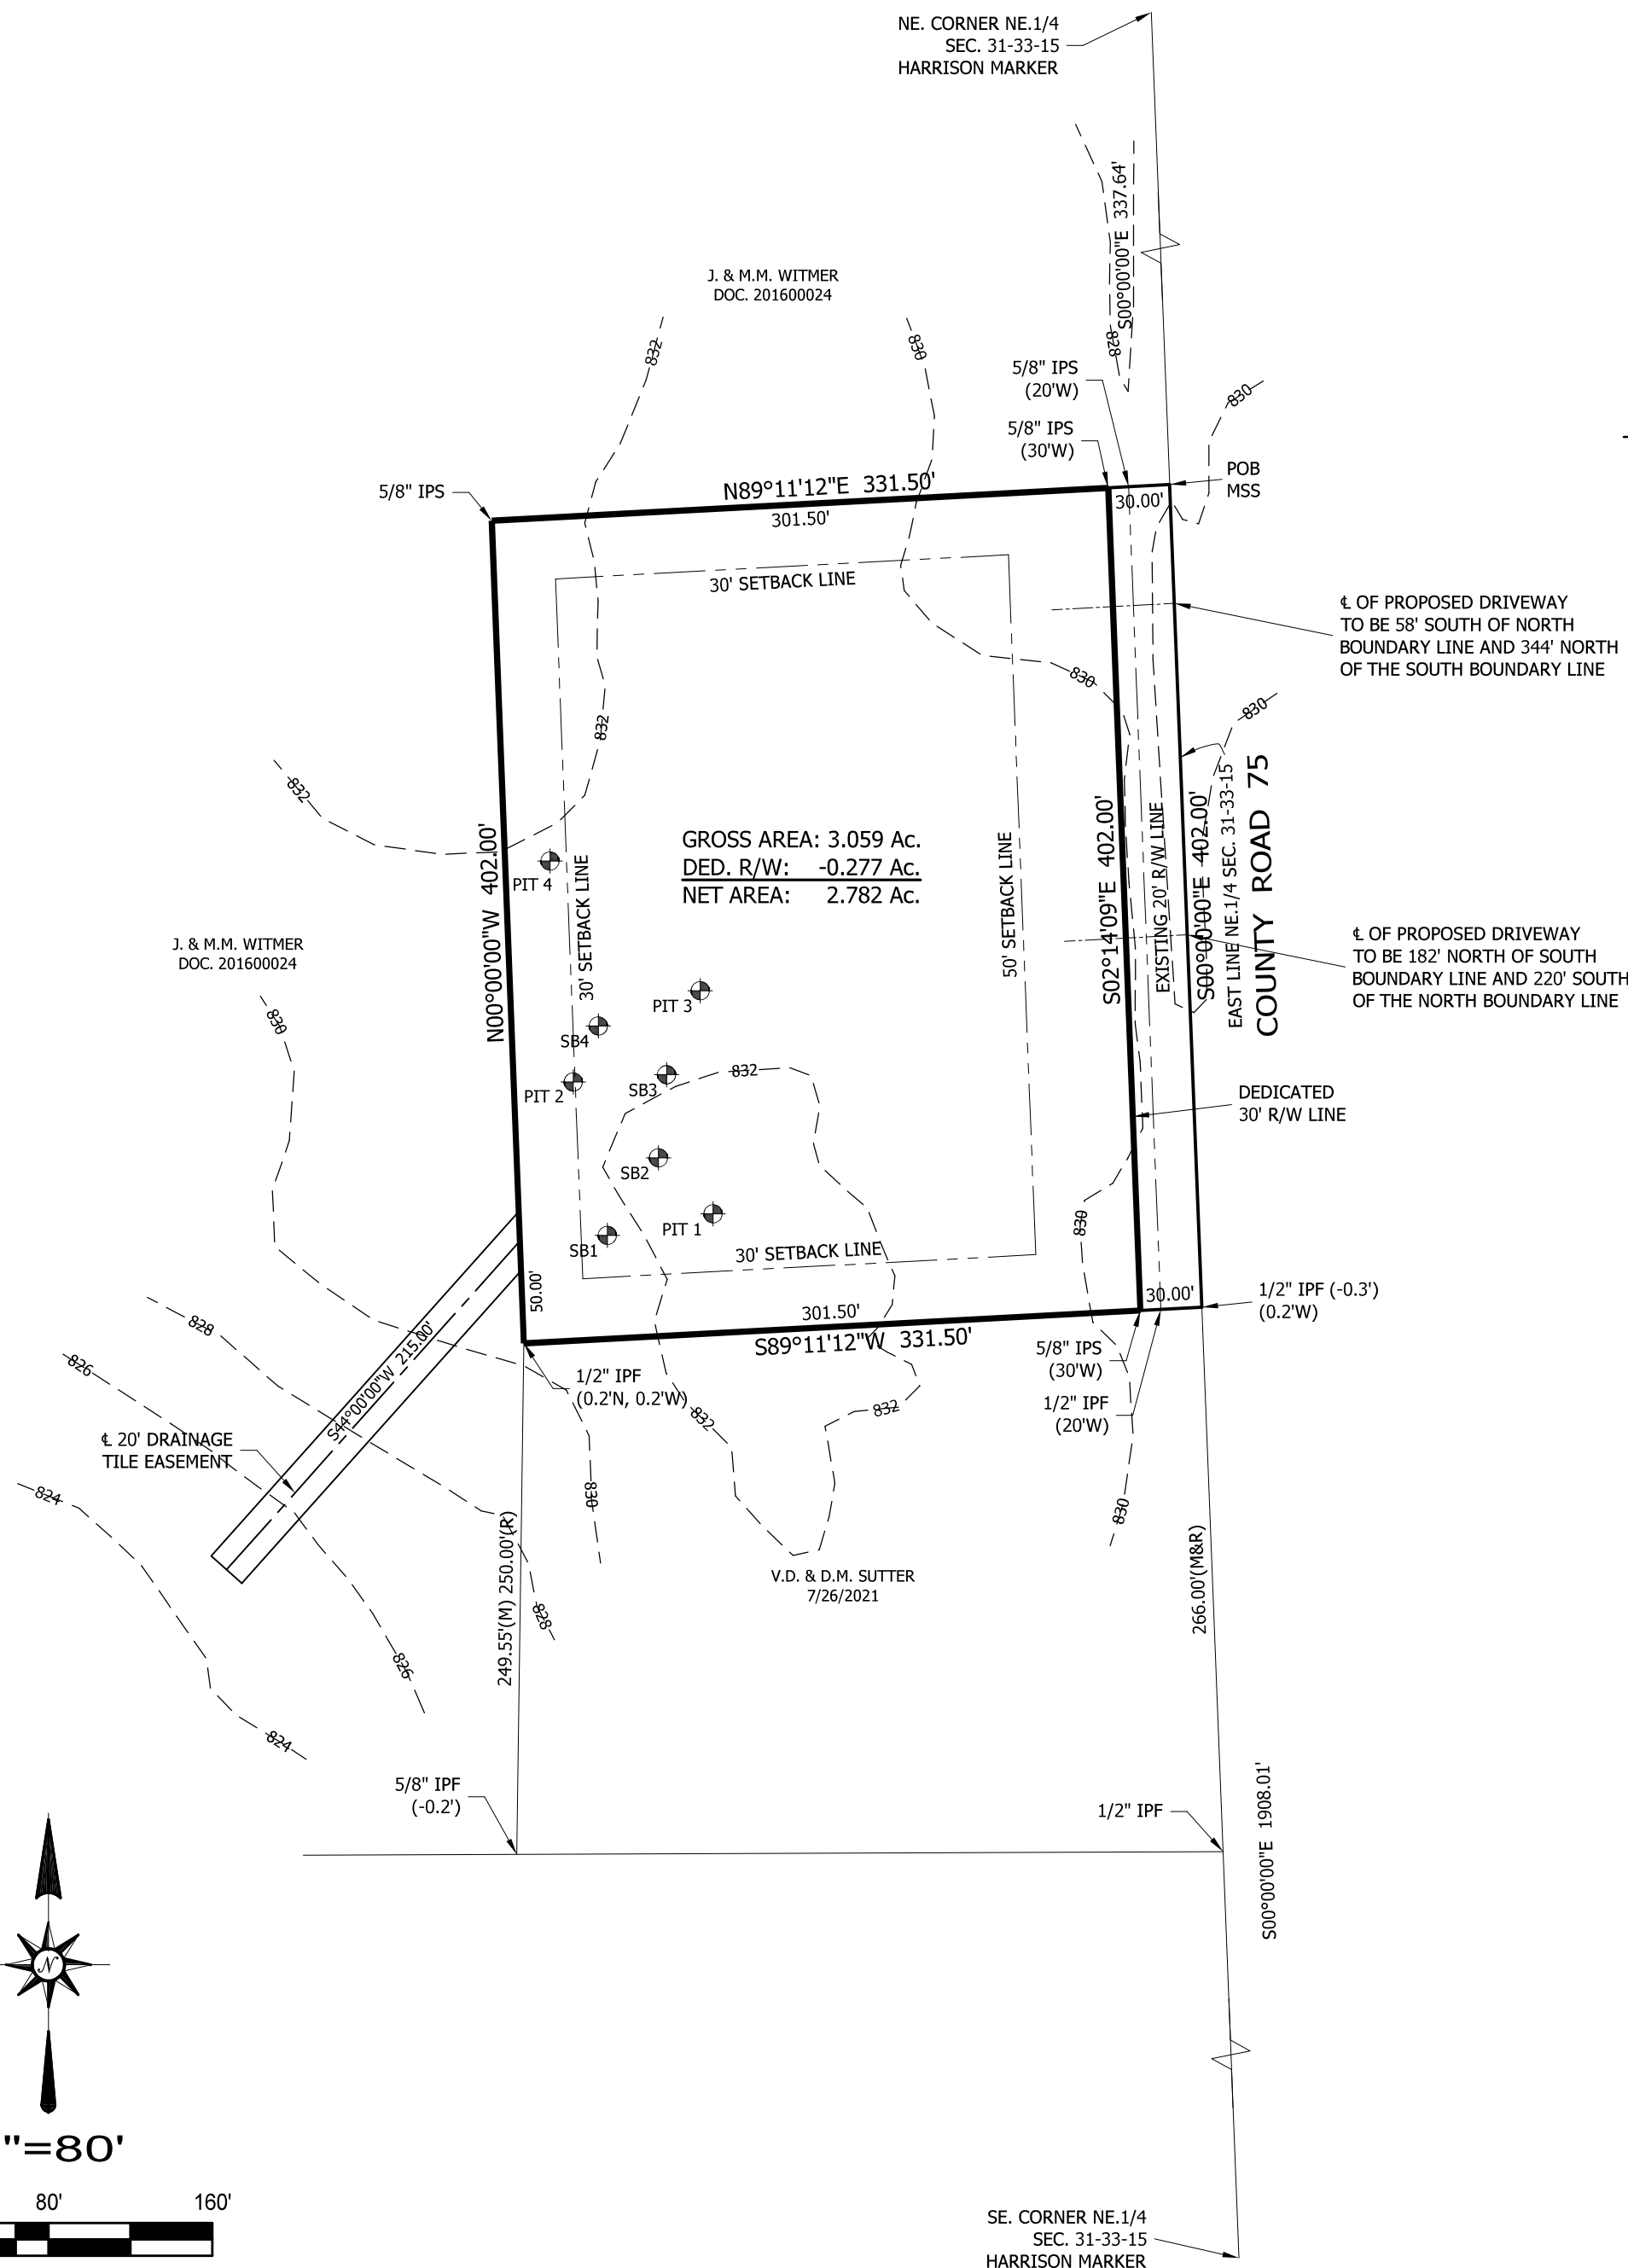 NE. CORNER NE.1/4
SEC. 31-33-15
HARRISON MARKER
S00°00'00"E 337.64'
828
J. & M.M. WITMER
DOC. 201600024
832
830
5/8" IPS
(20'W)
830
5/8" IPS
(30'W)
POB
MSS
5/8" IPS
N89°11'12"E 331.50'
301.50'
30.00'
30' SETBACK LINE
℄ OF PROPOSED DRIVEWAY
TO BE 58' SOUTH OF NORTH
BOUNDARY LINE AND 344' NORTH
OF THE SOUTH BOUNDARY LINE
830
832
830
832
GROSS AREA: 3.059 Ac.
DED. R/W: -0.277 Ac.
NET AREA: 2.782 Ac.
N00°00'00"W 402.00'
30' SETBACK LINE
50' SETBACK LINE
S02°14'09"E 402.00'
EXISTING 20' R/W LINE
S00°00'00"E 402.00'
EAST LINE NE.1/4 SEC. 31-33-15
COUNTY ROAD 75
PIT 4
J. & M.M. WITMER
DOC. 201600024
℄ OF PROPOSED DRIVEWAY
TO BE 182' NORTH OF SOUTH
BOUNDARY LINE AND 220' SOUTH
OF THE NORTH BOUNDARY LINE
830
PIT 3
SB4
832
SB3
PIT 2
DEDICATED
30' R/W LINE
SB2
PIT 1
830
SB1
30' SETBACK LINE
50.00'
301.50'
30.00'
1/2" IPF (-0.3')
(0.2'W)
S89°11'12"W 331.50'
828
S44°00'00"W 215.00'
826
5/8" IPS
(30'W)
1/2" IPF
(0.2'N, 0.2'W)
1/2" IPF
(20'W)
832
832
℄ 20' DRAINAGE
TILE EASEMENT
824
830
830
249.55'(M) 250.00'(R)
266.00'(M&R)
V.D. & D.M. SUTTER
7/26/2021
828
826
824
5/8" IPF
(-0.2')
1/2" IPF
S00°00'00"E 1908.01'
N
"=80'
80' 160'
SE. CORNER NE.1/4
SEC. 31-33-15
HARRISON MARKER